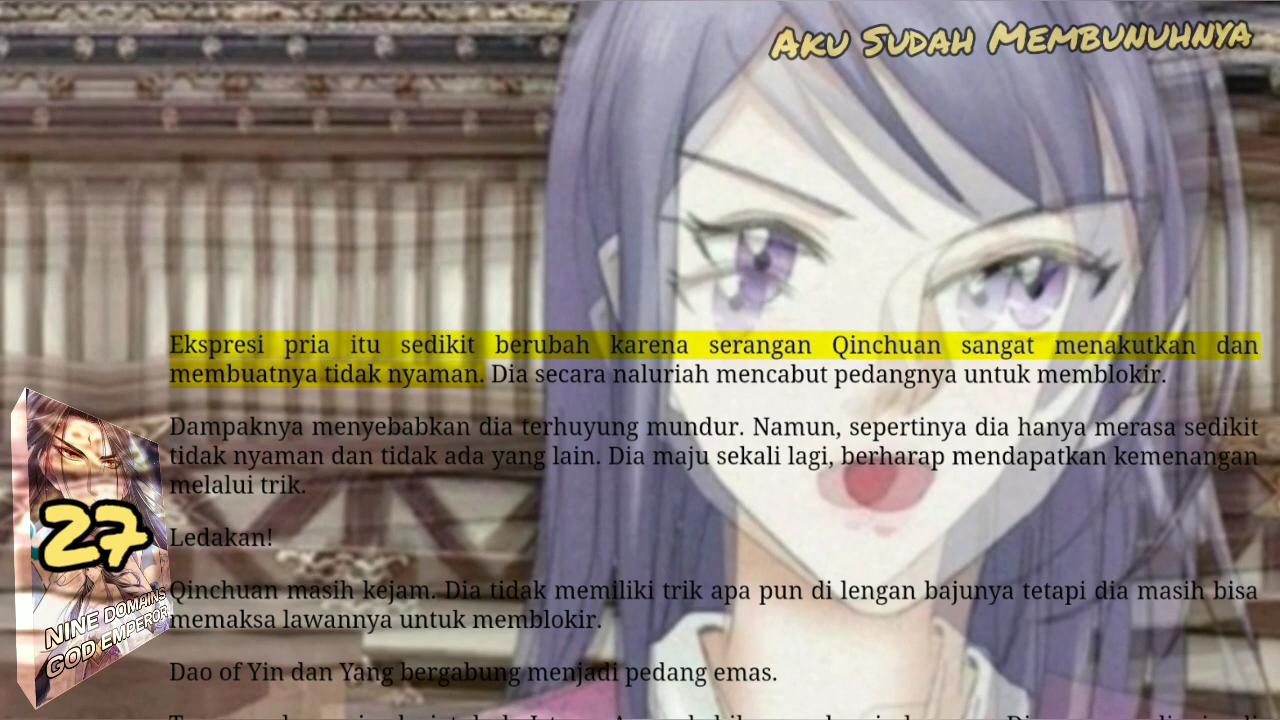 Aku Sudah Membunuhnya
Ekspresi pria itu sedikit berubah karena serangan Qinchuan sangat menakutkan dan
membuatnya tidak nyaman. Dia secara naluriah mencabut pedangnya untuk memblokir.
Dampaknya menyebabkan dia terhuyung mundur. Namun, sepertinya dia hanya merasa sedikit
tidak nyaman dan tidak ada yang lain. Dia maju sekali lagi, berharap mendapatkan kemenangan
melalui trik.
Ledakan!
Qinchuan masih kejam. Dia tidak memiliki trik apa pun di lengan bajunya tetapi dia masih bisa
memaksa lawannya untuk memblokir.
Dao of Yin dan Yang bergabung menjadi pedang emas.
27
NINE DOMAINS
GOD EMPEROR